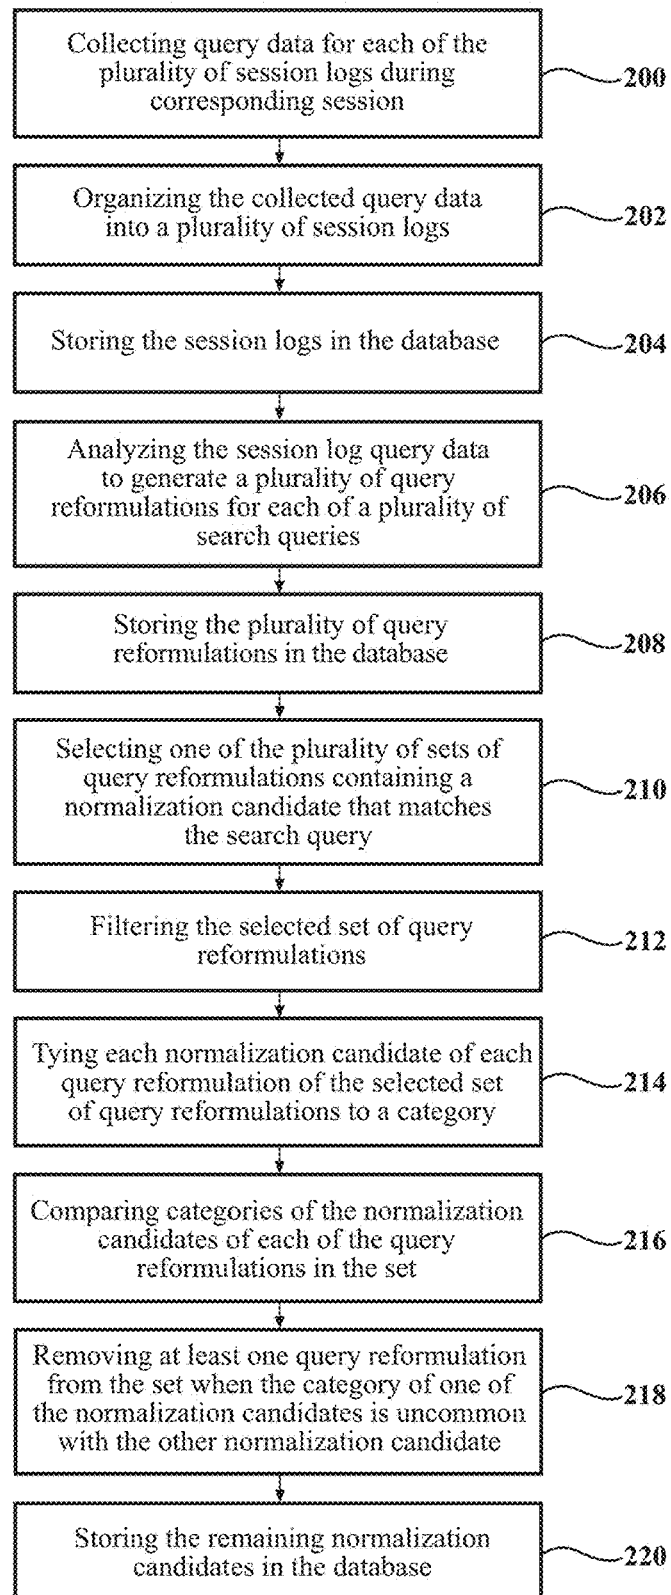 Collecting query data for each of the
plurality of session logs during
corresponding session
200
Organizing the collected query data
into a plurality of session logs
202
Storing the session logs in the database
204
Analyzing the session log query data
to generate a plurality of query
reformulations for each of a plurality of
search queries
206
Storing the plurality of query
reformulations in the database
208
Selecting one of the plurality of sets of
query reformulations containing a
normalization candidate that matches
the search query
210
Filtering the selected set of query
reformulations
212
Tying each normalization candidate of each
query reformulation of the selected set
of query reformulations to a category
214
Comparing categories of the normalization
candidates of each of the query
reformulations in the set
216
Removing at least one query reformulation
from the set when the category of one of
the normalization candidates is uncommon
with the other normalization candidate
218
Storing the remaining normalization
candidates in the database
220